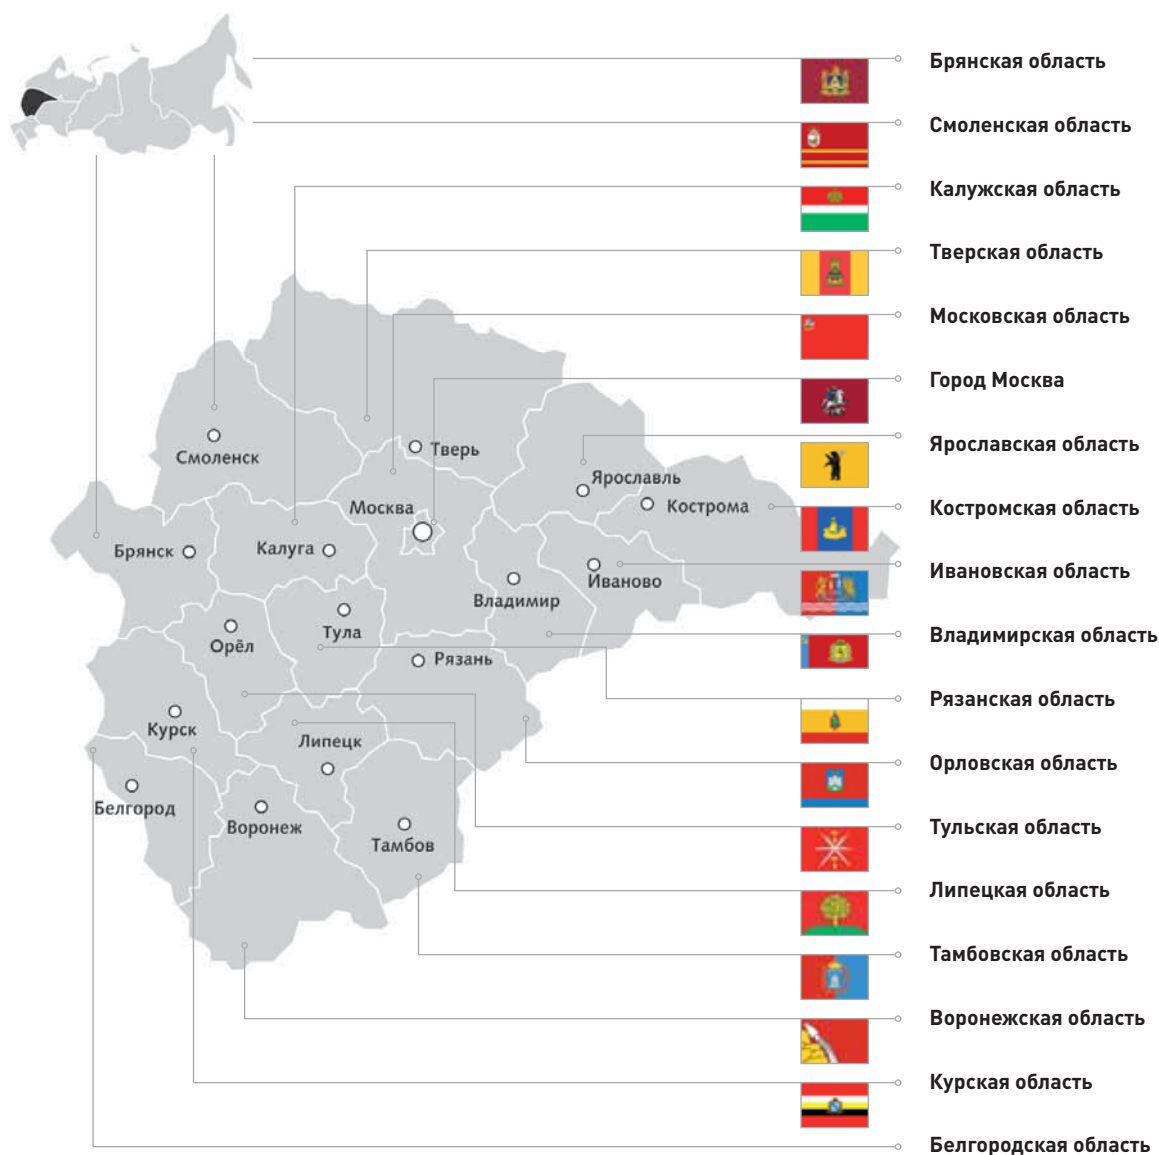 Брянская область
Смоленская область
Калужская область
Тверская область
Московская область
Город Москва
Ярославская область
Костромская область
Ивановская область
Владимирская область
Рязанская область
Орловская область
Тульская область
Липецкая область
Тамбовская область
Воронежская область
Курская область
Белгородская область
Смоленск
Тверь
Ярославль
Москва
Кострома
Брянск
Калуга
Иваново
Владимир
Тула
Орёл
Рязань
Курск
Липецк
Белгород
Воронеж
Тамбов